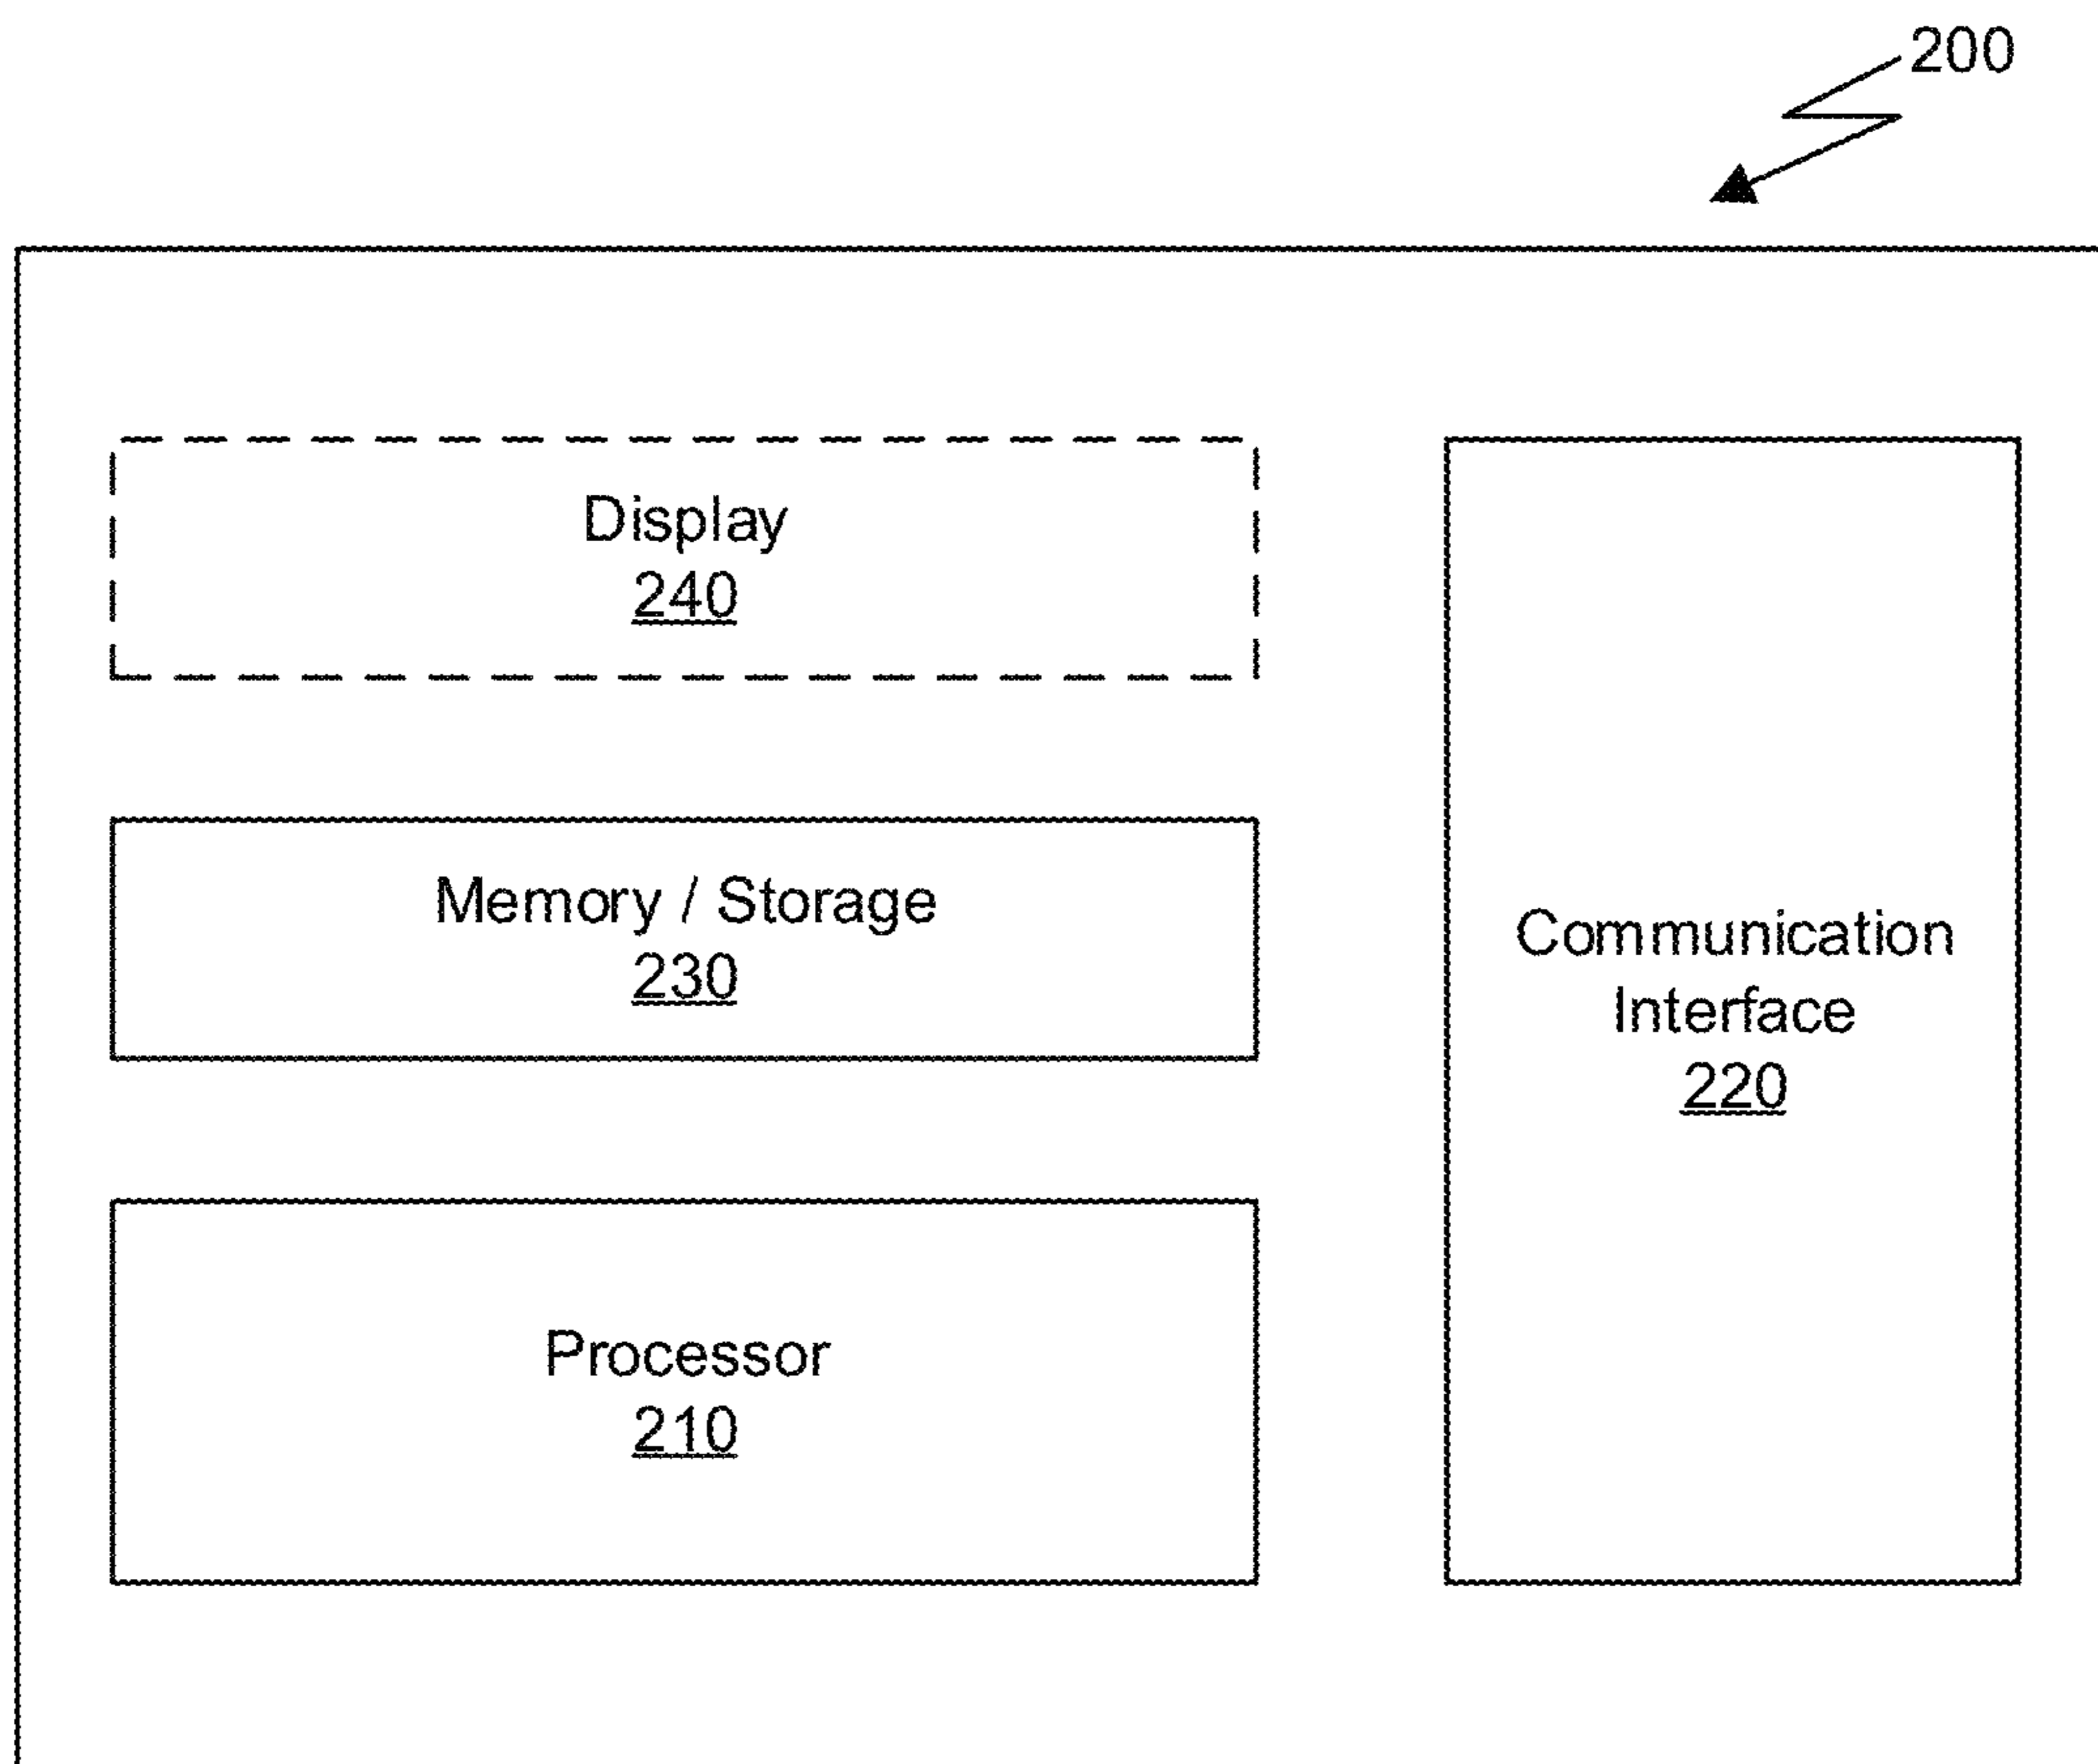 200
Display
240
Memory / Storage
230
Communication
Interface
220
Processor
210